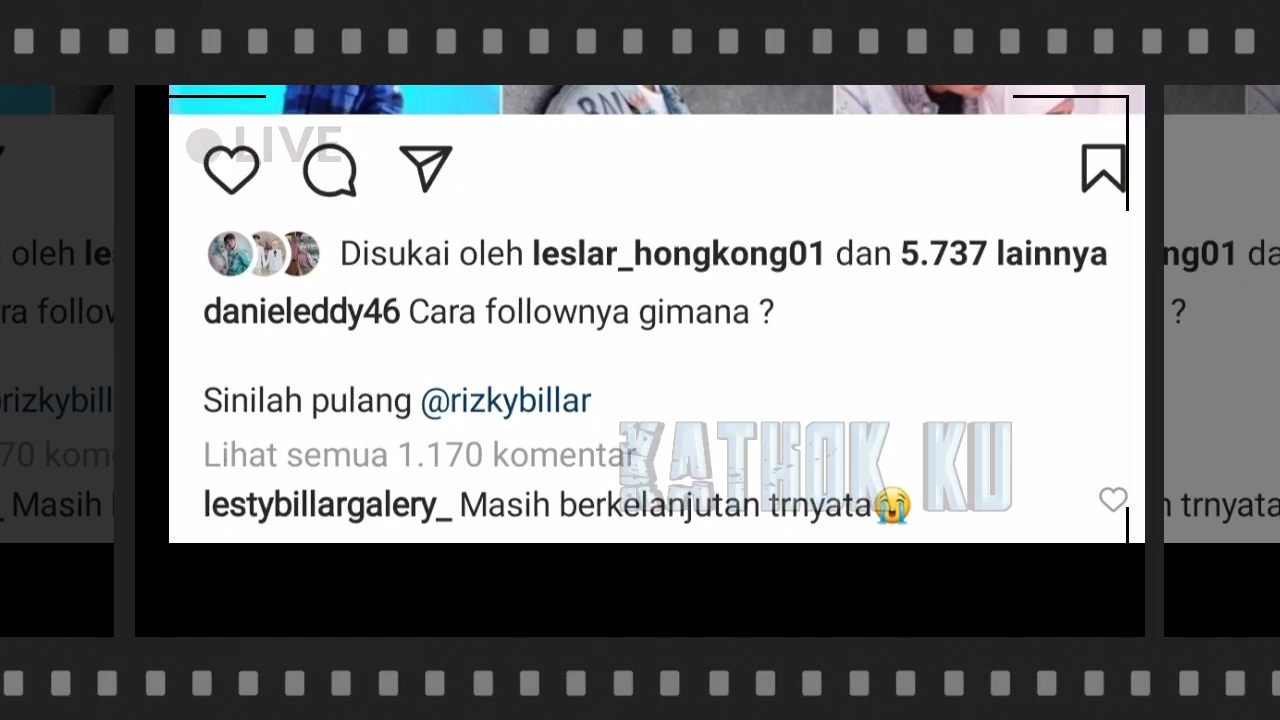 LIVE
Disukai oleh leslar_hongkong01 dan 5.737 lainnya
danieleddy46 Cara follownya gimana ?
Sinilah pulang @rizkybillar
Lihat semua 1.170 komentar
KATHOK KU
lestybillargalery_ Masih berkelanjutan trnyata😭